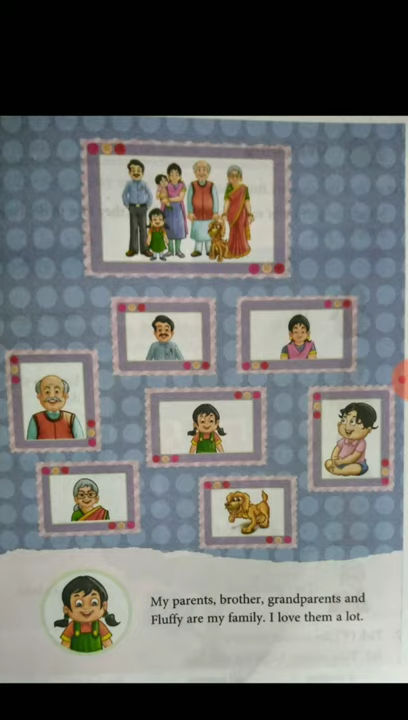 My parents, brother, grandparents and
Fluffy are my family. I love them a lot.